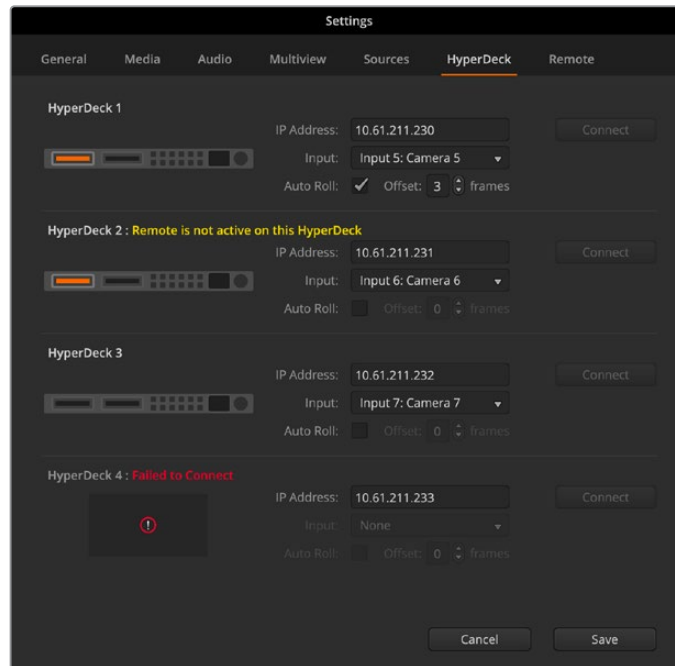 Settings
General Media Audio Multiview Sources HyperDeck Remote
HyperDeck 1
IP Address: 10.61.211.230 Connect
Input: Input 5: Camera 5
Auto Roll: Offset: 3 frames
HyperDeck 2 : Remote is not active on this HyperDeck
IP Address: 10.61.211.231 Connect
Input: Input 6: Camera 6
Auto Roll: Offset: 0 frames
HyperDeck 3
IP Address: 10.61.211.232 Connect
Input: Input 7: Camera 7
Auto Roll: Offset: 0 frames
HyperDeck 4 : Failed to Connect
IP Address: 10.61.211.233 Connect
Input: None
Auto Roll: Offset: 0 frames
Cancel Save